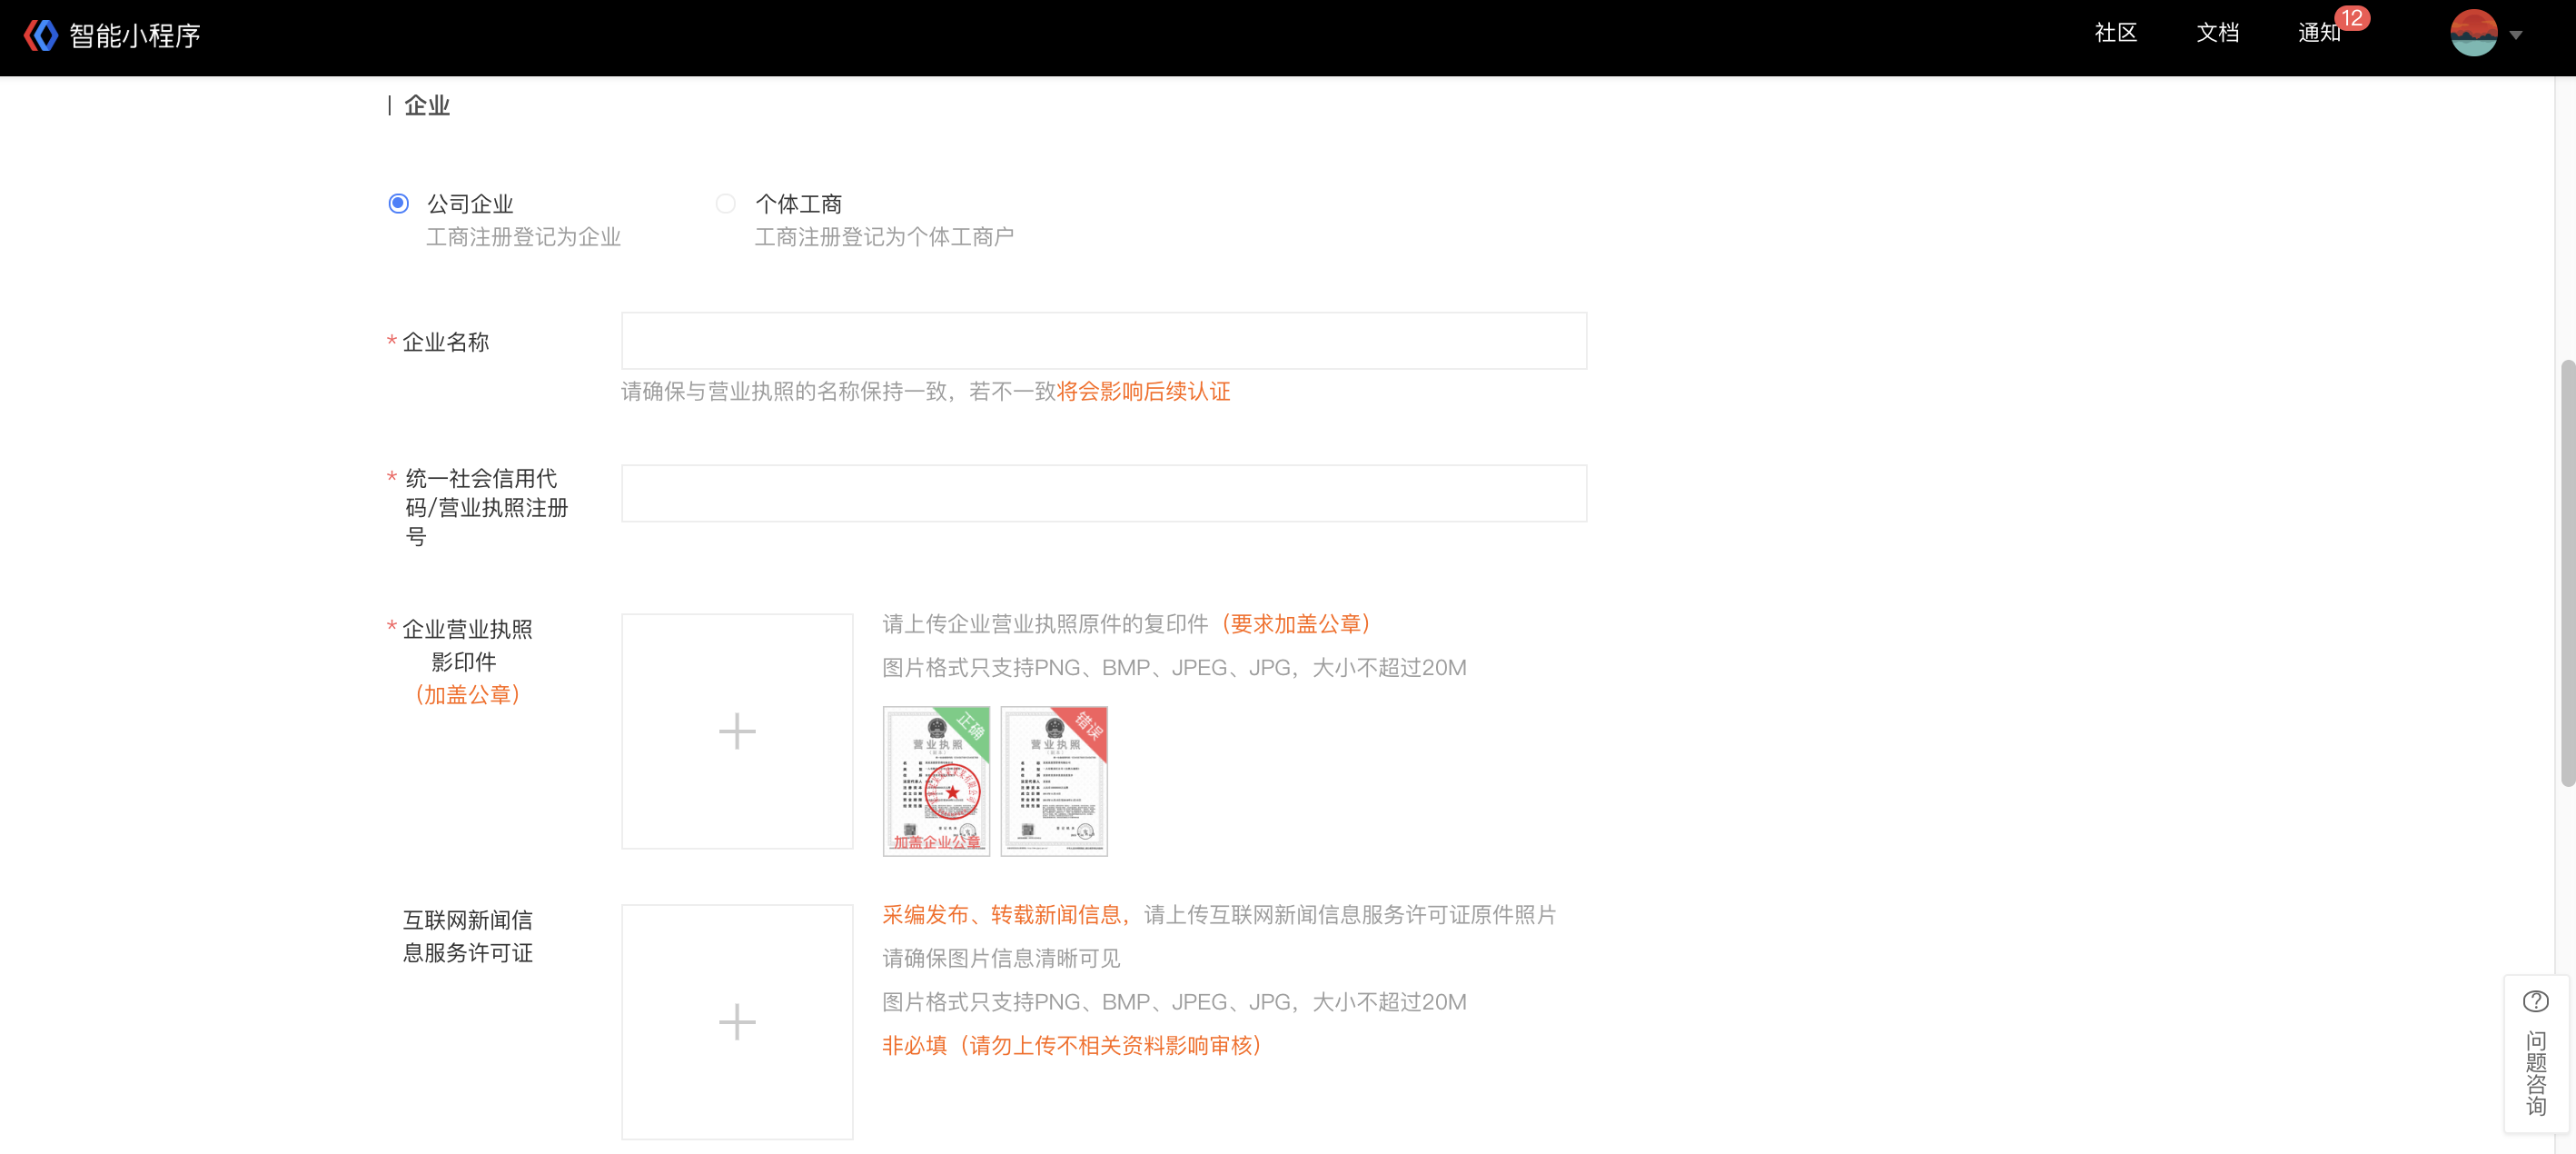 智能小程序
社区
文档
通知
12
企业
公司企业
工商注册登记为企业
个体工商
工商注册登记为个体工商户
* 企业名称
请确保与营业执照的名称保持一致，若不一致将会影响后续认证
* 统一社会信用代
码/营业执照注册
号
* 企业营业执照
影印件
（加盖公章）
请上传企业营业执照原件的复印件（要求加盖公章）
图片格式只支持PNG、BMP、JPEG、JPG，大小不超过20M
正确
营业执照
加盖企业公章
错误
营业执照
互联网新闻信
息服务许可证
采编发布、转载新闻信息，请上传互联网新闻信息服务许可证原件照片
请确保图片信息清晰可见
图片格式只支持PNG、BMP、JPEG、JPG，大小不超过20M
非必填（请勿上传不相关资料影响审核）
问题咨询